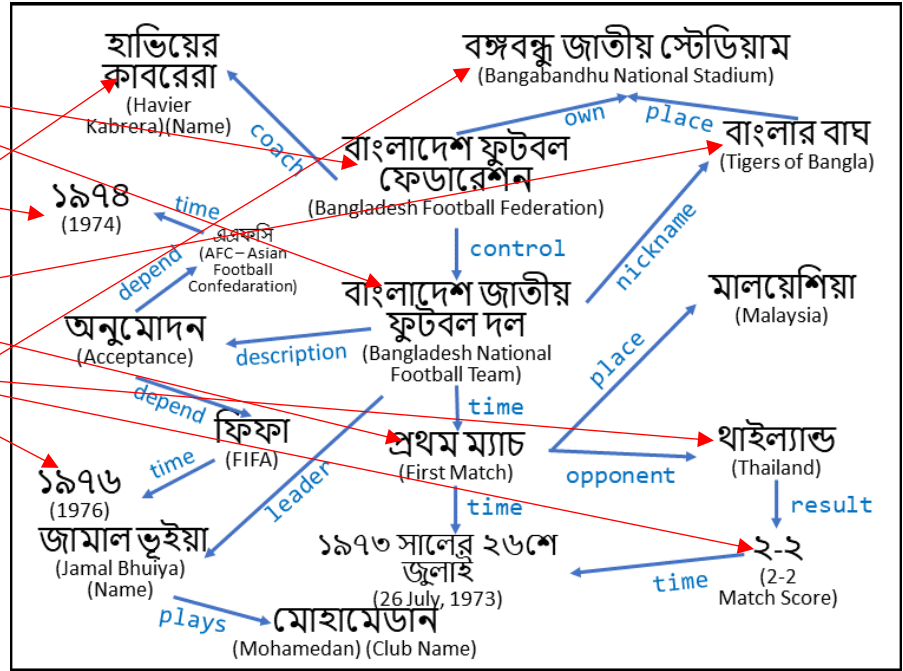 হাভিয়ের
ক্যাবরেরা
(Havier
Kabrera)(Name)
বঙ্গবন্ধু জাতীয় স্টেডিয়াম
(Bangabandhu National Stadium)
own
place
বাংলার বাঘ
(Tigers of Bangla)
coach
বাংলাদেশ ফুটবল
ফেডারেশন
(Bangladesh Football Federation)
১৯৭৪
(1974)
time
এএফসি
(AFC–Asian
Football
Confedaration)
control
nickname
depend
বাংলাদেশ জাতীয়
ফুটবল দল
(Bangladesh National
Football Team)
মালয়েশিয়া
(Malaysia)
অনুমোদন
(Acceptance)
description
place
depend
time
ফিফা
(FIFA)
প্রথম ম্যাচ
(First Match)
থাইল্যান্ড
(Thailand)
opponent
time
১৯৭৬
(1976)
leader
time
result
জামাল ভূইয়া
(Jamal Bhuiya)
(Name)
১৯৭৩ সালের ২৬শে
জুলাই
(26 July, 1973)
time
২-২
(2-2
Match Score)
plays
মোহামেডান
(Mohamedan) (Club Name)